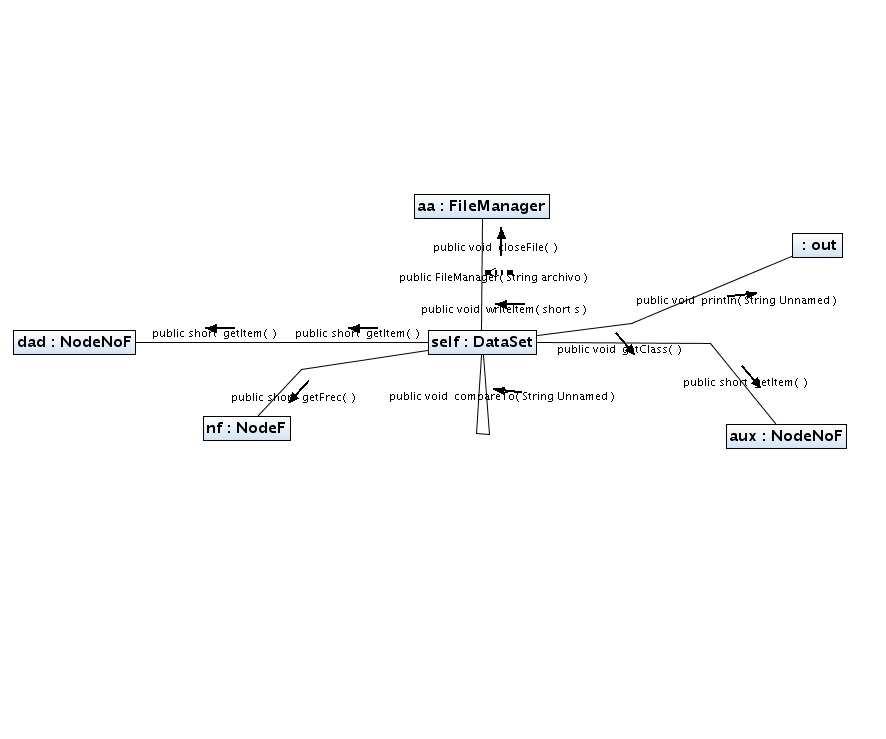 aa : FileManager
: out
public void closeFile( )
public FileManager( String archivo )
public void println( String Unnamed )
public void writeItem( short s )
dad : NodeNoF
public short getItem( )
public short getItem( )
self : DataSet
public void getClass( )
public short getItem( )
public short getFrec( )
public void compareTo( String Unnamed )
nf : NodeF
aux : NodeNoF